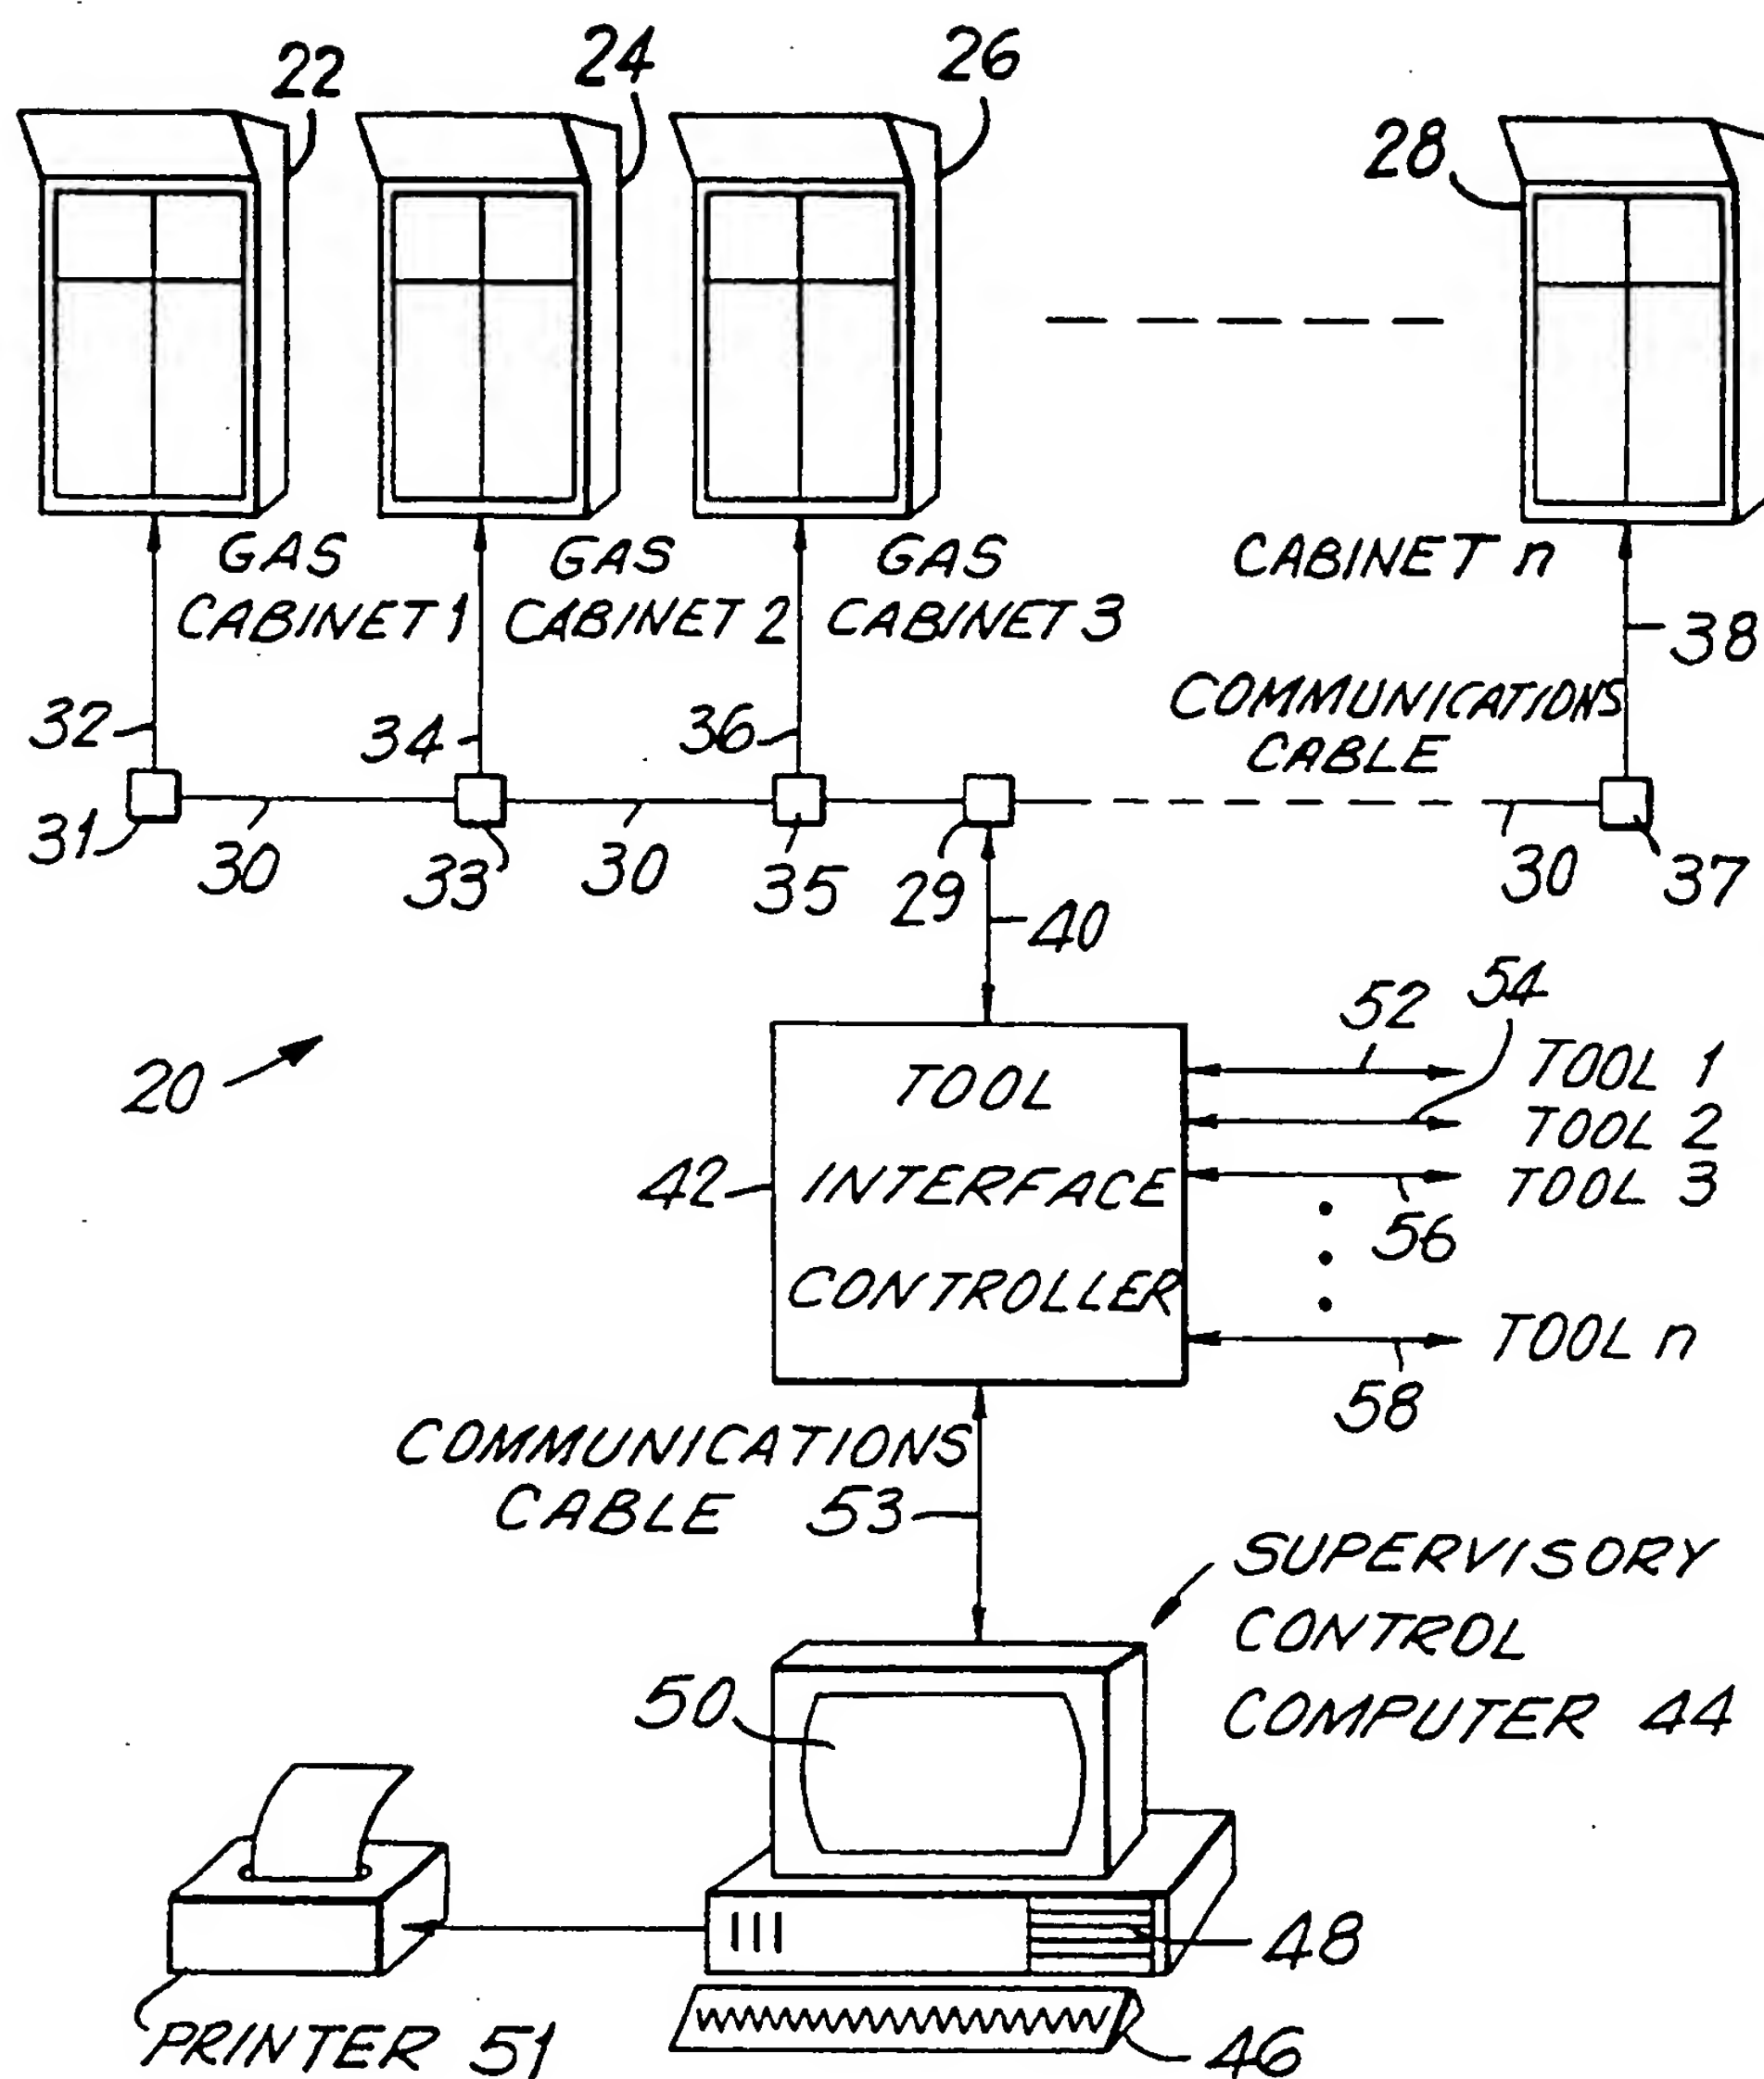 22
24
26
28
GAS
CABINET 1
GAS
CABINET 2
GAS
CABINET 3
CABINET n
38
COMMUNICATIONS
CABLE
32
34
36
31
30
33
30
35
29
40
30
37
20
52
54
TOOL 1
TOOL 2
TOOL 3
56
TOOL n
58
42
TOOL
INTERFACE
CONTROLLER
COMMUNICATIONS
CABLE 53
SUPERVISORY
CONTROL
COMPUTER 44
50
48
46
PRINTER 51